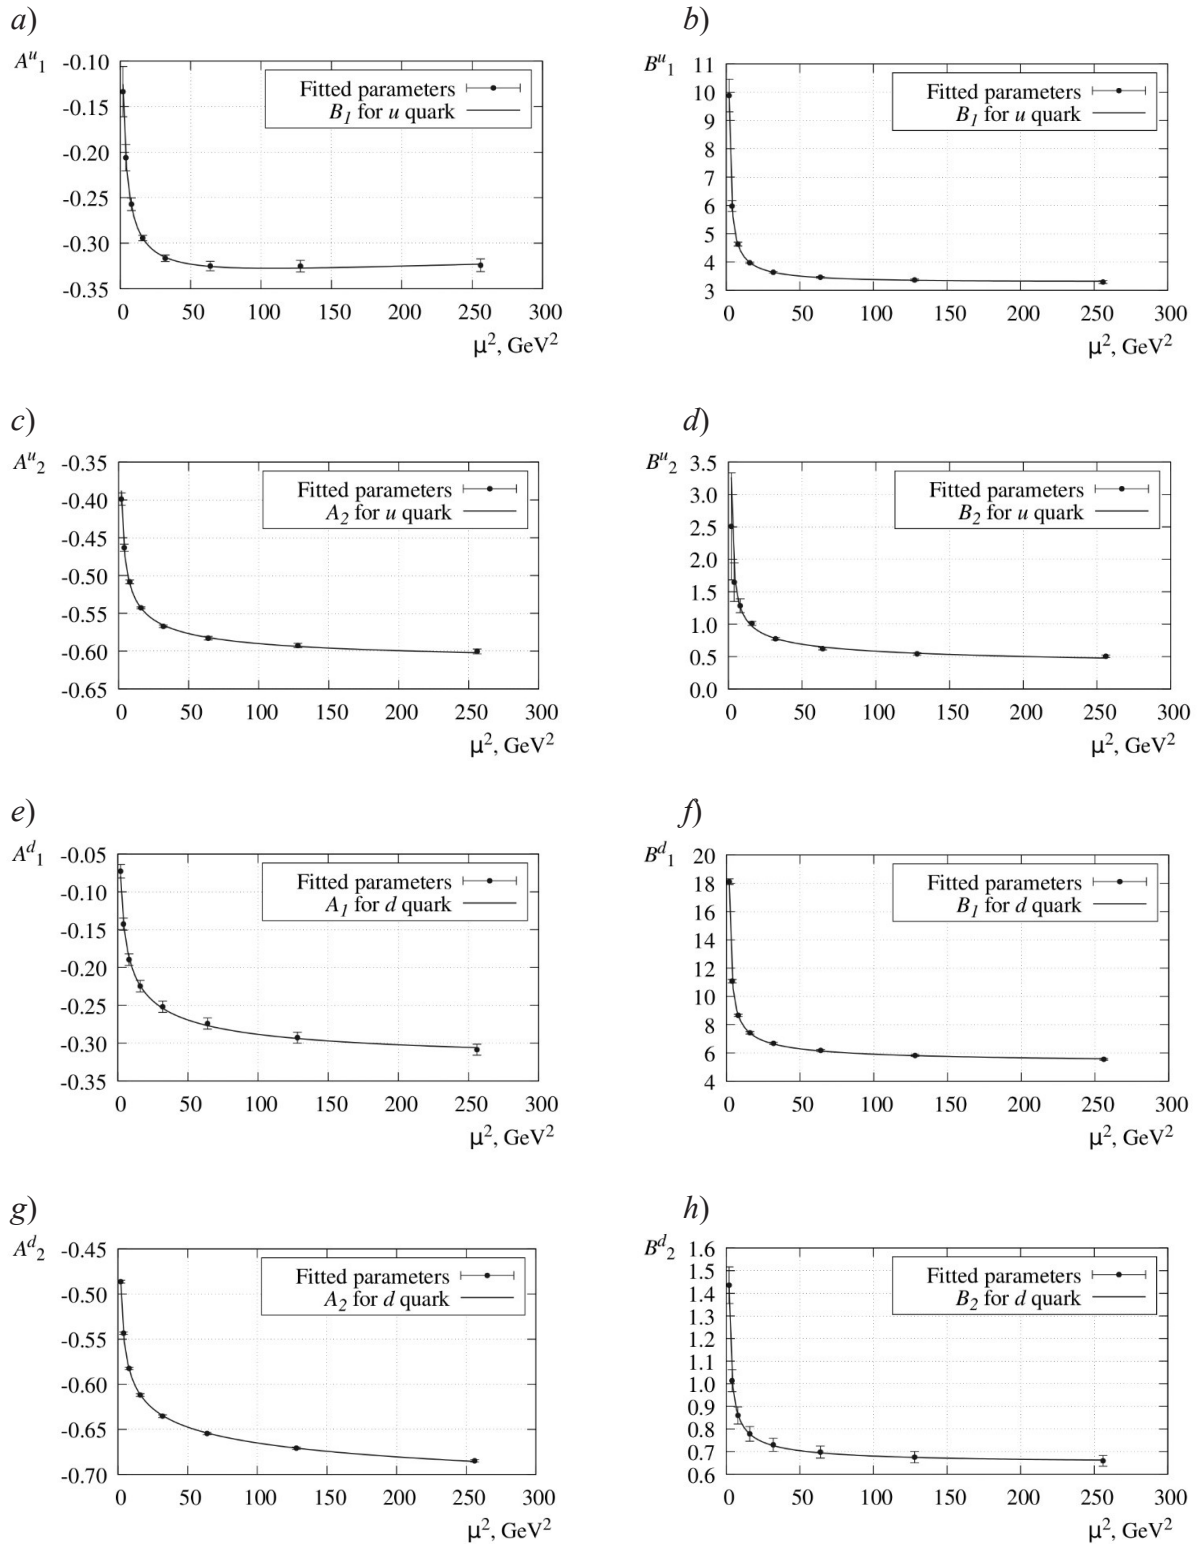 a)
A^u_1
-0.10
-0.15
-0.20
-0.25
-0.30
-0.35
Fitted parameters
B_1 for u quark
0 50 100 150 200 250 300
μ², GeV²
b)
B^u_1
11
10
9
8
7
6
5
4
3
Fitted parameters
B_1 for u quark
0 50 100 150 200 250 300
μ², GeV²
c)
A^u_2
-0.35
-0.40
-0.45
-0.50
-0.55
-0.60
-0.65
Fitted parameters
A_2 for u quark
0 50 100 150 200 250 300
μ², GeV²
d)
B^u_2
3.5
3.0
2.5
2.0
1.5
1.0
0.5
0.0
Fitted parameters
B_2 for u quark
0 50 100 150 200 250 300
μ², GeV²
e)
A^d_1
-0.05
-0.10
-0.15
-0.20
-0.25
-0.30
-0.35
Fitted parameters
A_1 for d quark
0 50 100 150 200 250 300
μ², GeV²
f)
B^d_1
20
18
16
14
12
10
8
6
4
Fitted parameters
B_1 for d quark
0 50 100 150 200 250 300
μ², GeV²
g)
A^d_2
-0.45
-0.50
-0.55
-0.60
-0.65
-0.70
Fitted parameters
A_2 for d quark
0 50 100 150 200 250 300
μ², GeV²
h)
B^d_2
1.6
1.5
1.4
1.3
1.2
1.1
1.0
0.9
0.8
0.7
0.6
Fitted parameters
B_2 for d quark
0 50 100 150 200 250 300
μ², GeV²